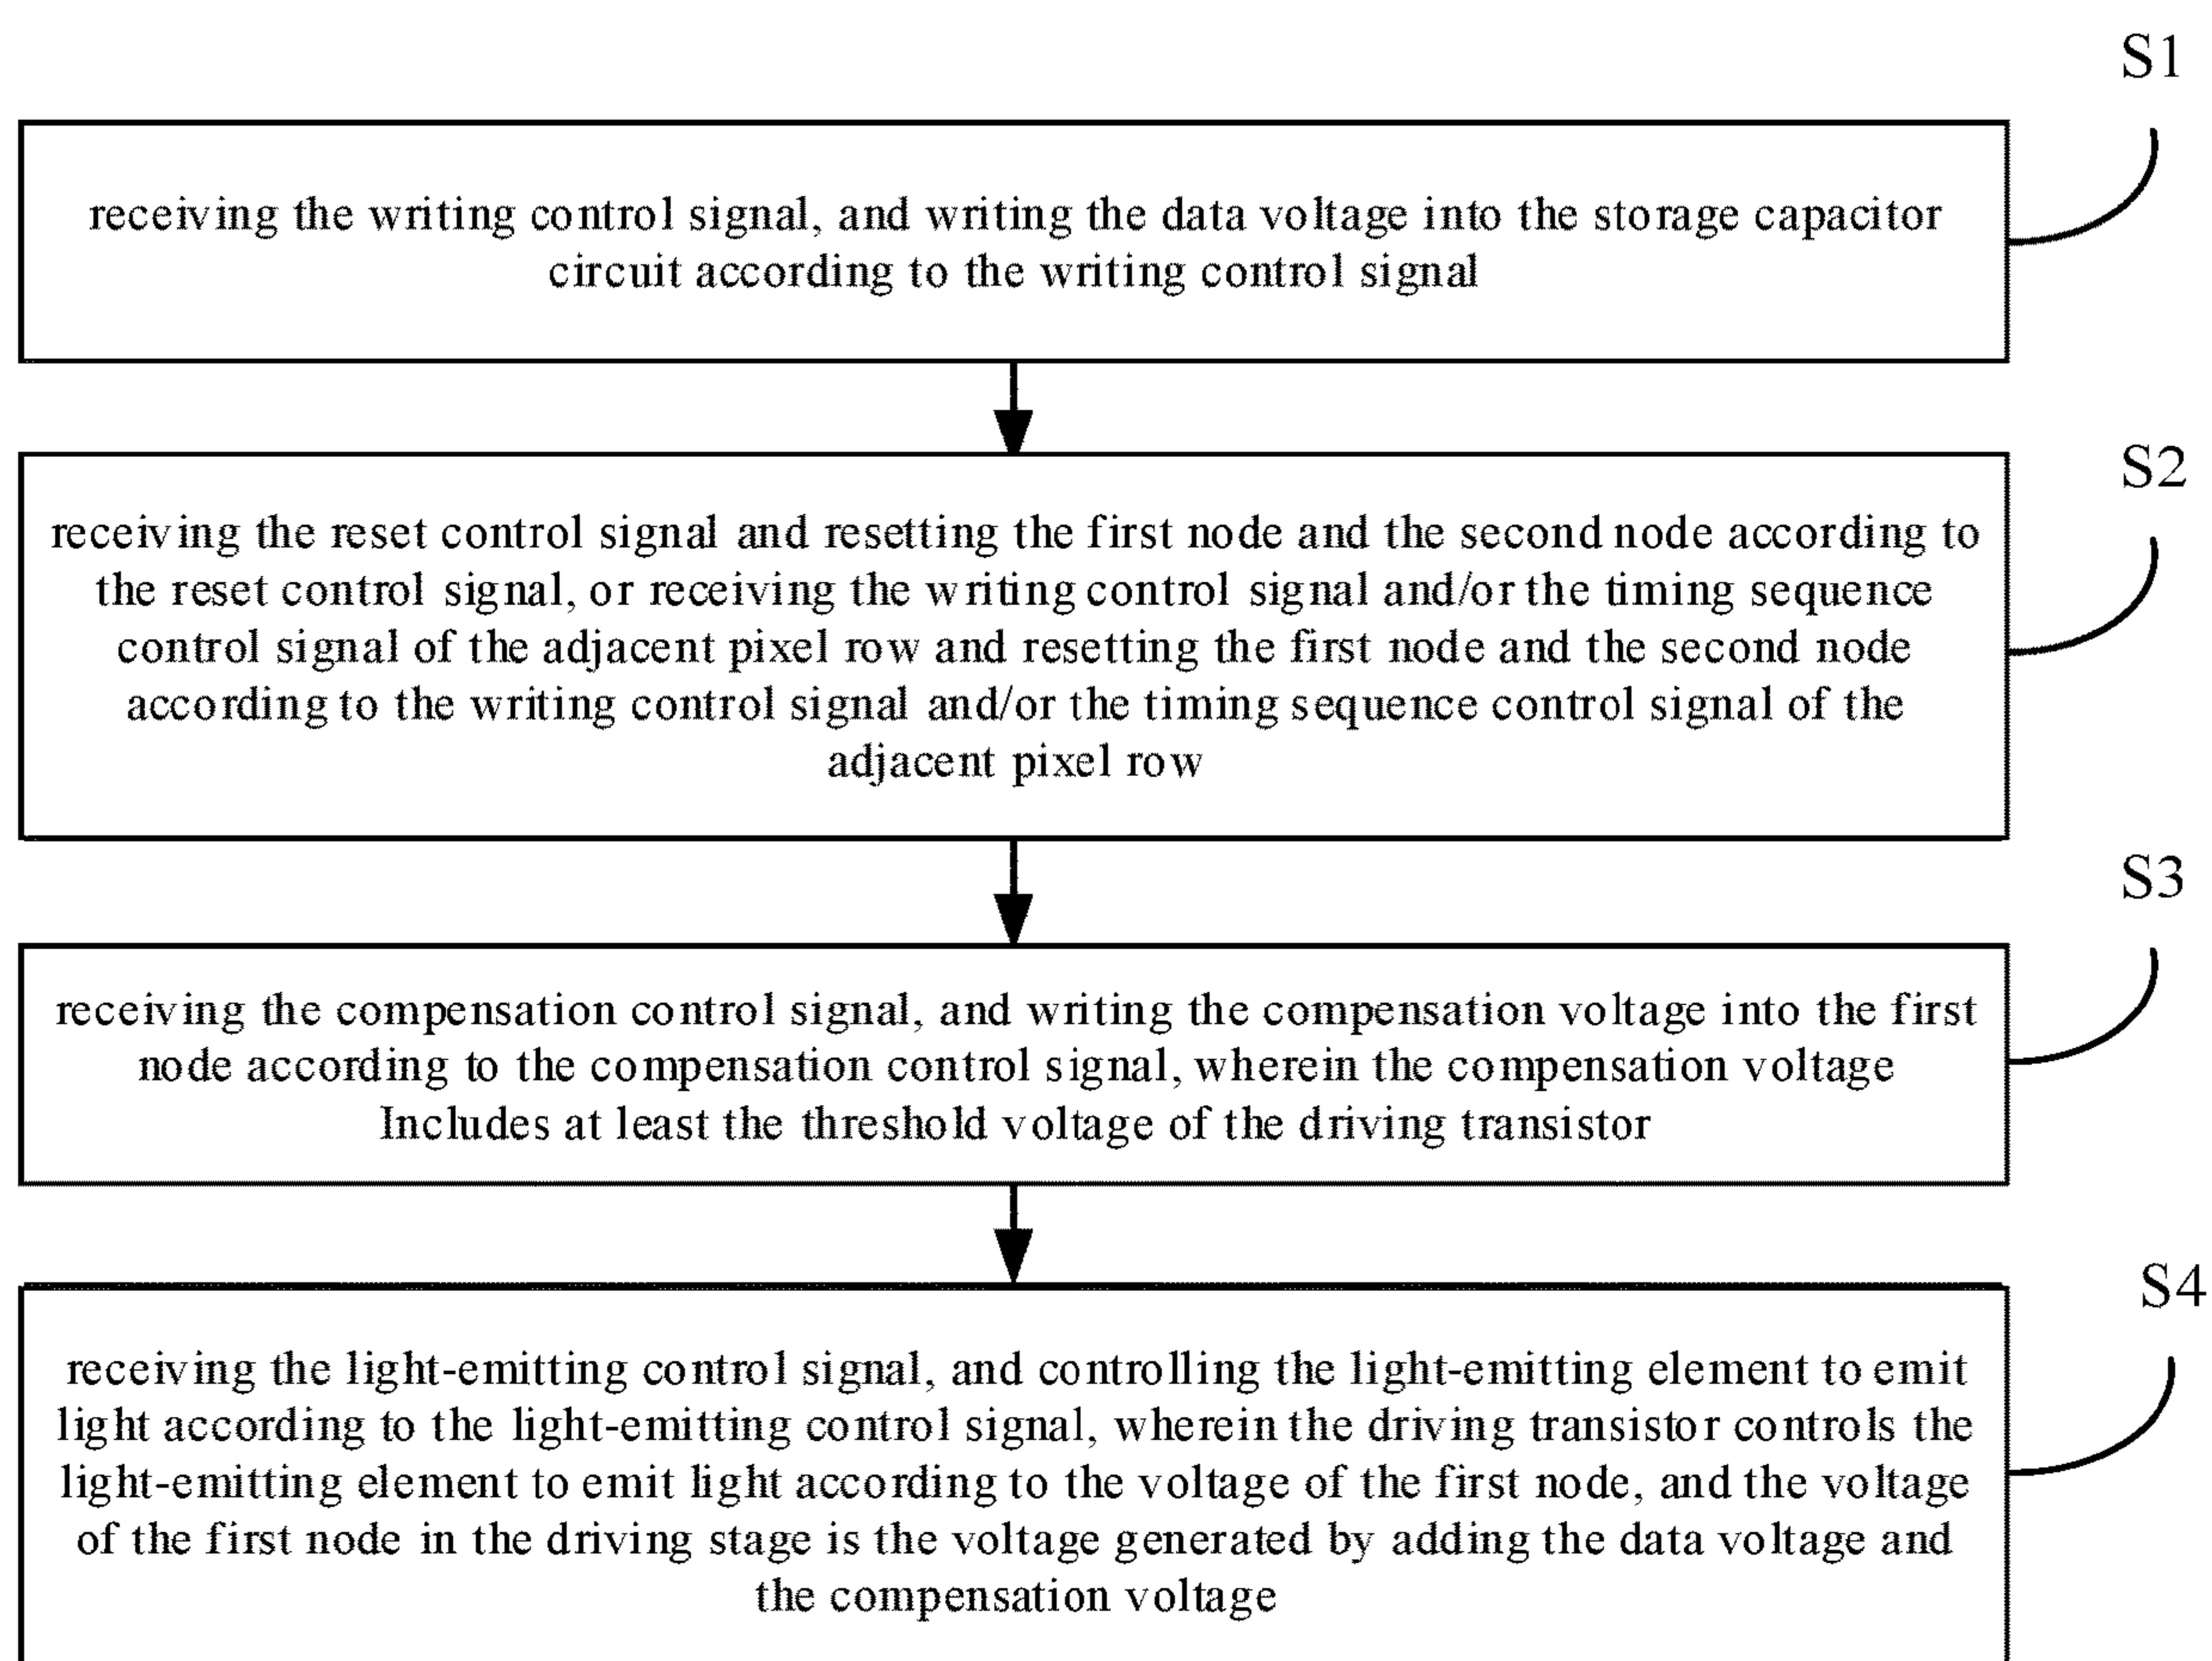 S1
receiving the writing control signal, and writing the data voltage into the storage capacitor
circuit according to the writing control signal
S2
receiving the reset control signal and resetting the first node and the second node according to
the reset control signal, or receiving the writing control signal and/or the timing sequence
control signal of the adjacent pixel row and resetting the first node and the second node
according to the writing control signal and/or the timing sequence control signal of the
adjacent pixel row
S3
receiving the compensation control signal, and writing the compensation voltage into the first
node according to the compensation control signal, wherein the compensation voltage
Includes at least the threshold voltage of the driving transistor
S4
receiving the light-emitting control signal, and controlling the light-emitting element to emit
light according to the light-emitting control signal, wherein the driving transistor controls the
light-emitting element to emit light according to the voltage of the first node, and the voltage
of the first node in the driving stage is the voltage generated by adding the data voltage and
the compensation voltage